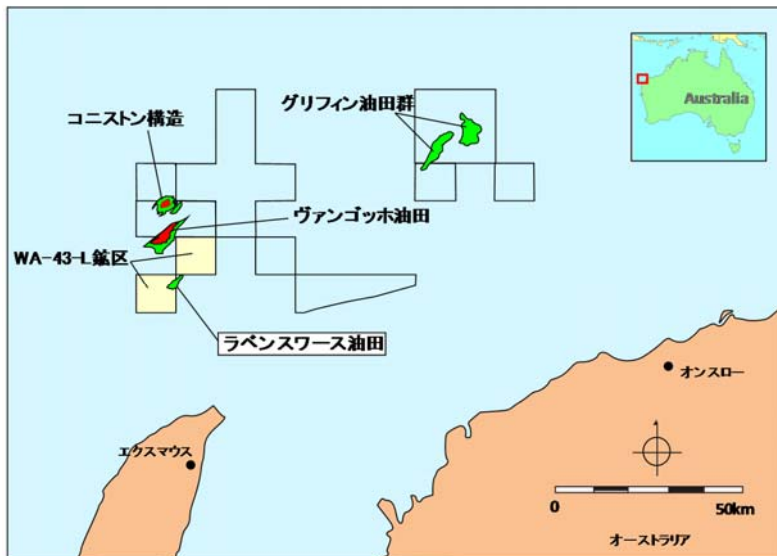 グリフィン油田群
コニストン構造
Australia
ヴァンゴッホ油田
WA-43-L鉱区
ラベンスワース油田
オンスロー
エクスマウス
0 50km
オーストラリア